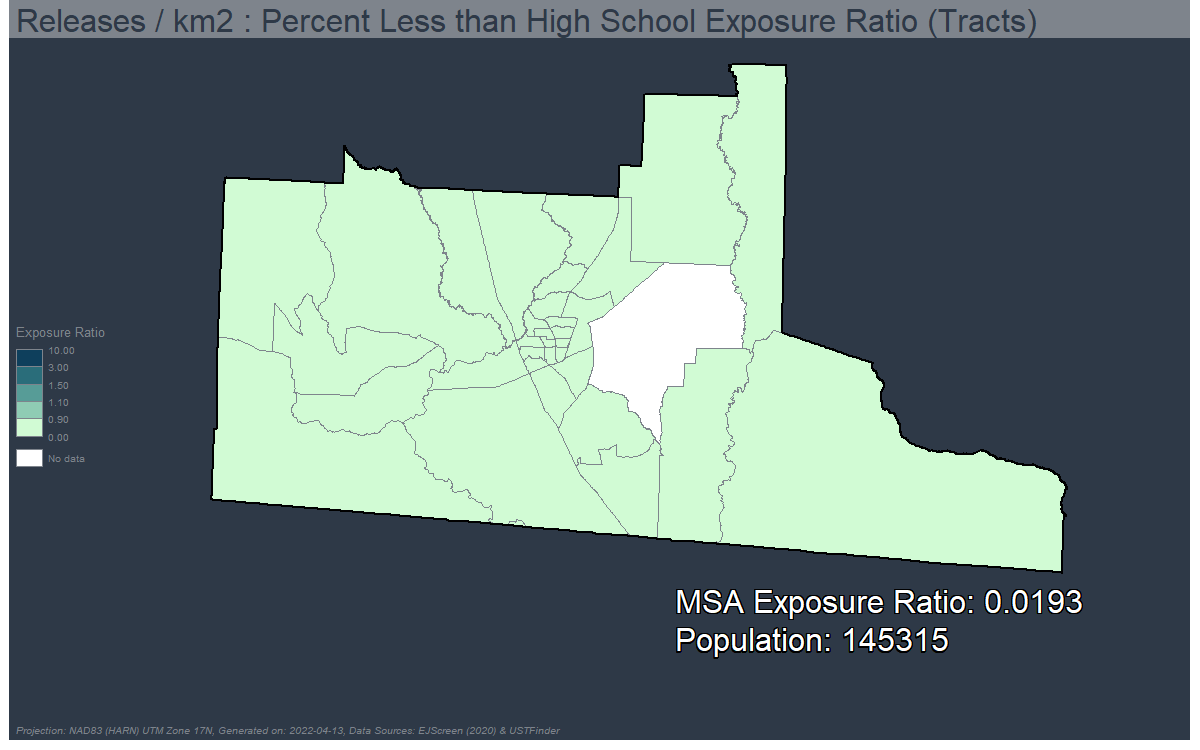 Releases / km2 : Percent Less than High School Exposure Ratio (Tracts)
Exposure Ratio
10.00
3.00
1.50
1.10
0.90
0.00
No data
MSA Exposure Ratio: 0.0193
Population: 145315
Projection: NAD83 (HARN) UTM Zone 17N, Generated on: 2022-04-13, Data Sources: EJScreen (2020) & USTFinder